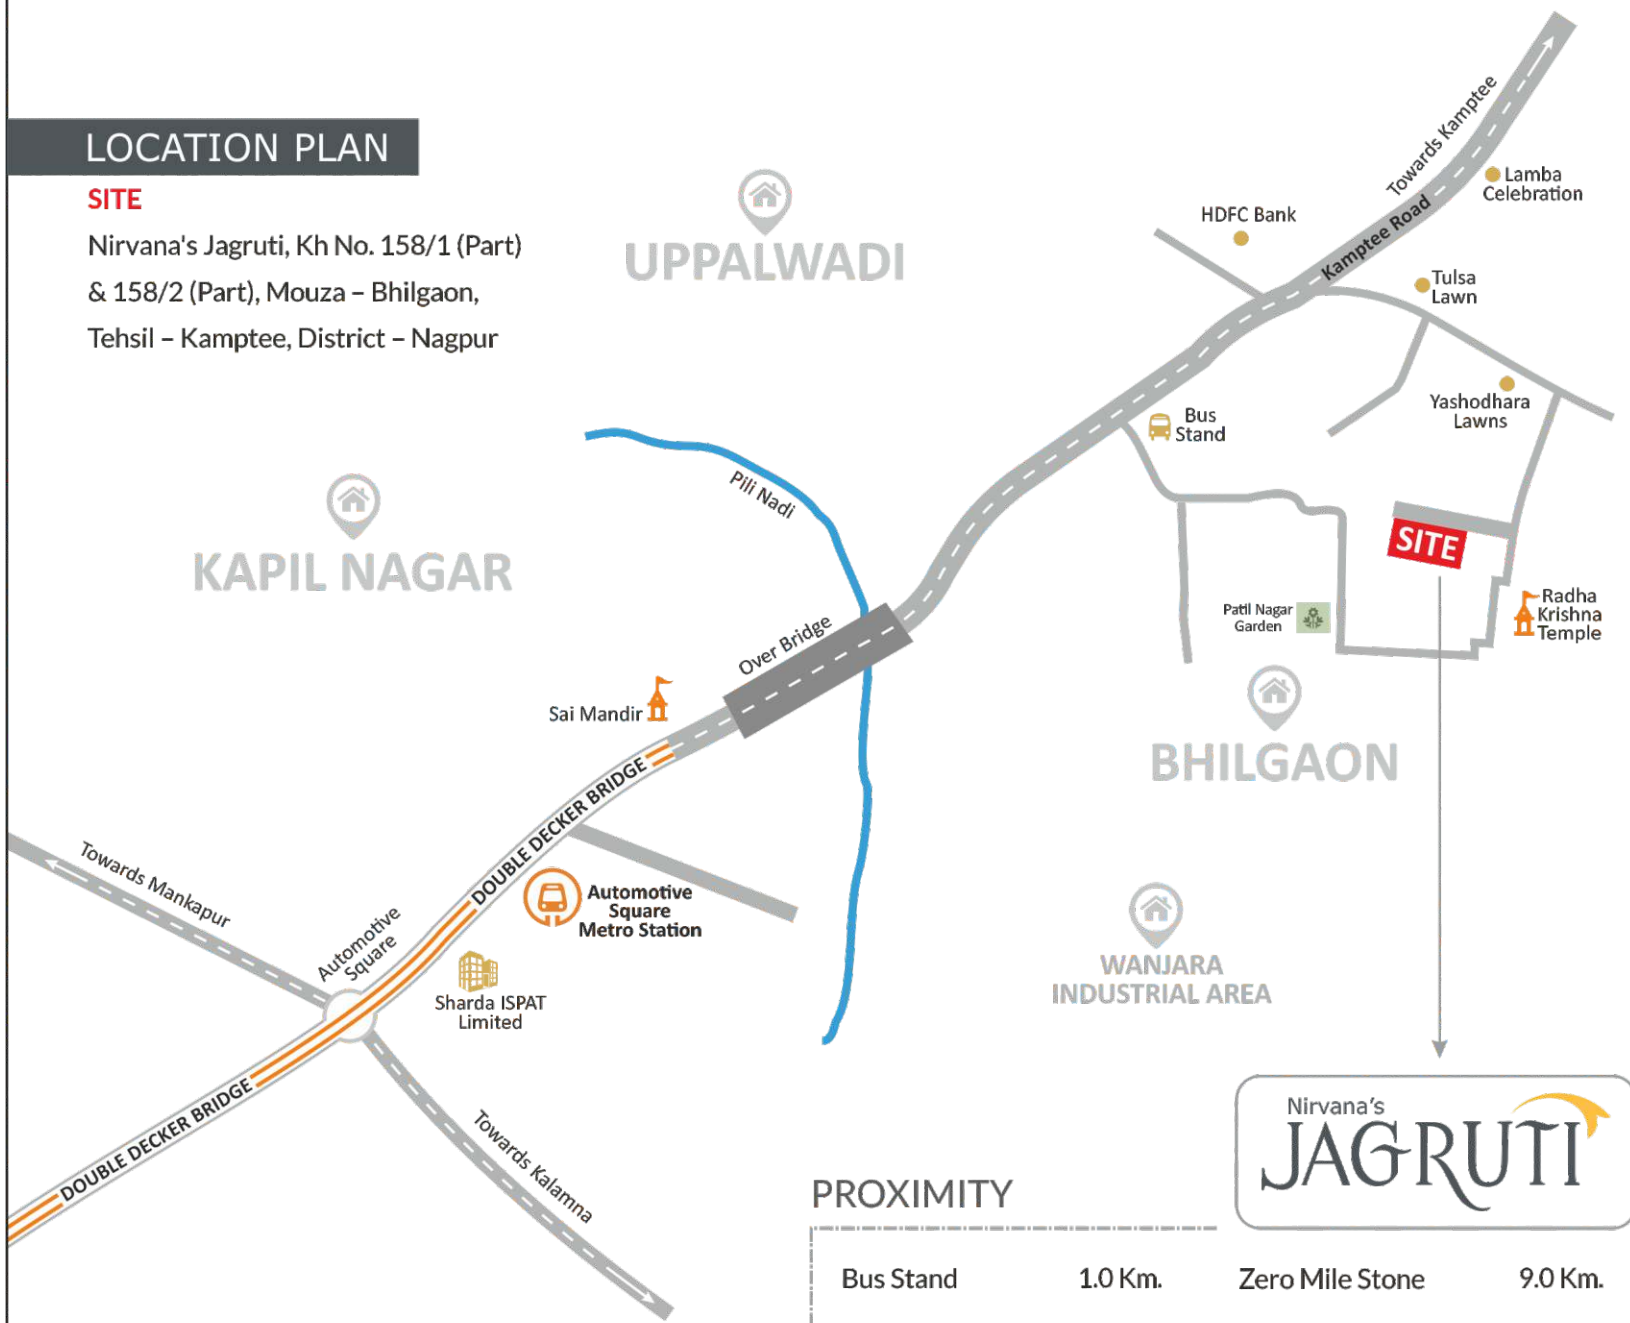 LOCATION PLAN
SITE
Nirvana's Jagruti, Kh No. 158/1 (Part)
& 158/2 (Part), Mouza – Bhilgaon,
Tehsil – Kamptee, District – Nagpur
UPPALWADI
KAPIL NAGAR
Towards Kamptee
Kamptee Road
Lamba
Celebration
HDFC Bank
Tulsa
Lawn
Yashodhara
Lawns
Bus
Stand
Pili Nadi
SITE
Patil Nagar
Garden
Radha
Krishna
Temple
Over Bridge
Sai Mandir
BHILGAON
DOUBLE DECKER BRIDGE
Towards Mankapur
Automotive
Square
Automotive
Square
Metro Station
Sharda ISPAT
Limited
WANJARA
INDUSTRIAL AREA
DOUBLE DECKER BRIDGE
Towards Kalamna
Nirvana's
JAGRUTI
PROXIMITY
Bus Stand 1.0 Km. Zero Mile Stone 9.0 Km.